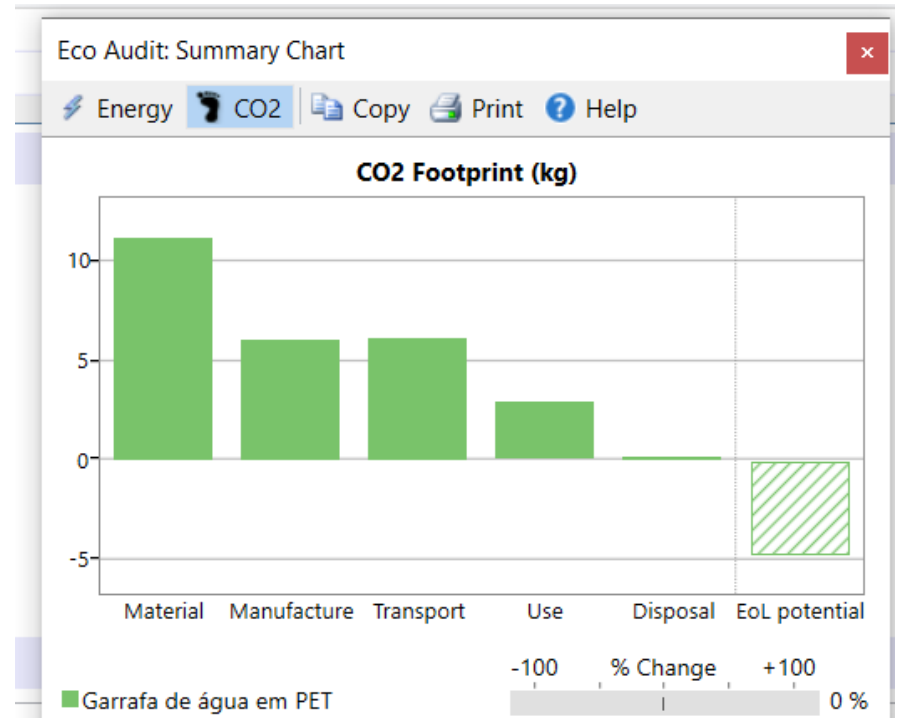 Eco Audit: Summary Chart
Energy CO2 Copy Print Help
CO2 Footprint (kg)
10
5
0
-5
Material Manufacture Transport Use Disposal EoL potential
-100 % Change +100
Garrafa de água em PET 0 %